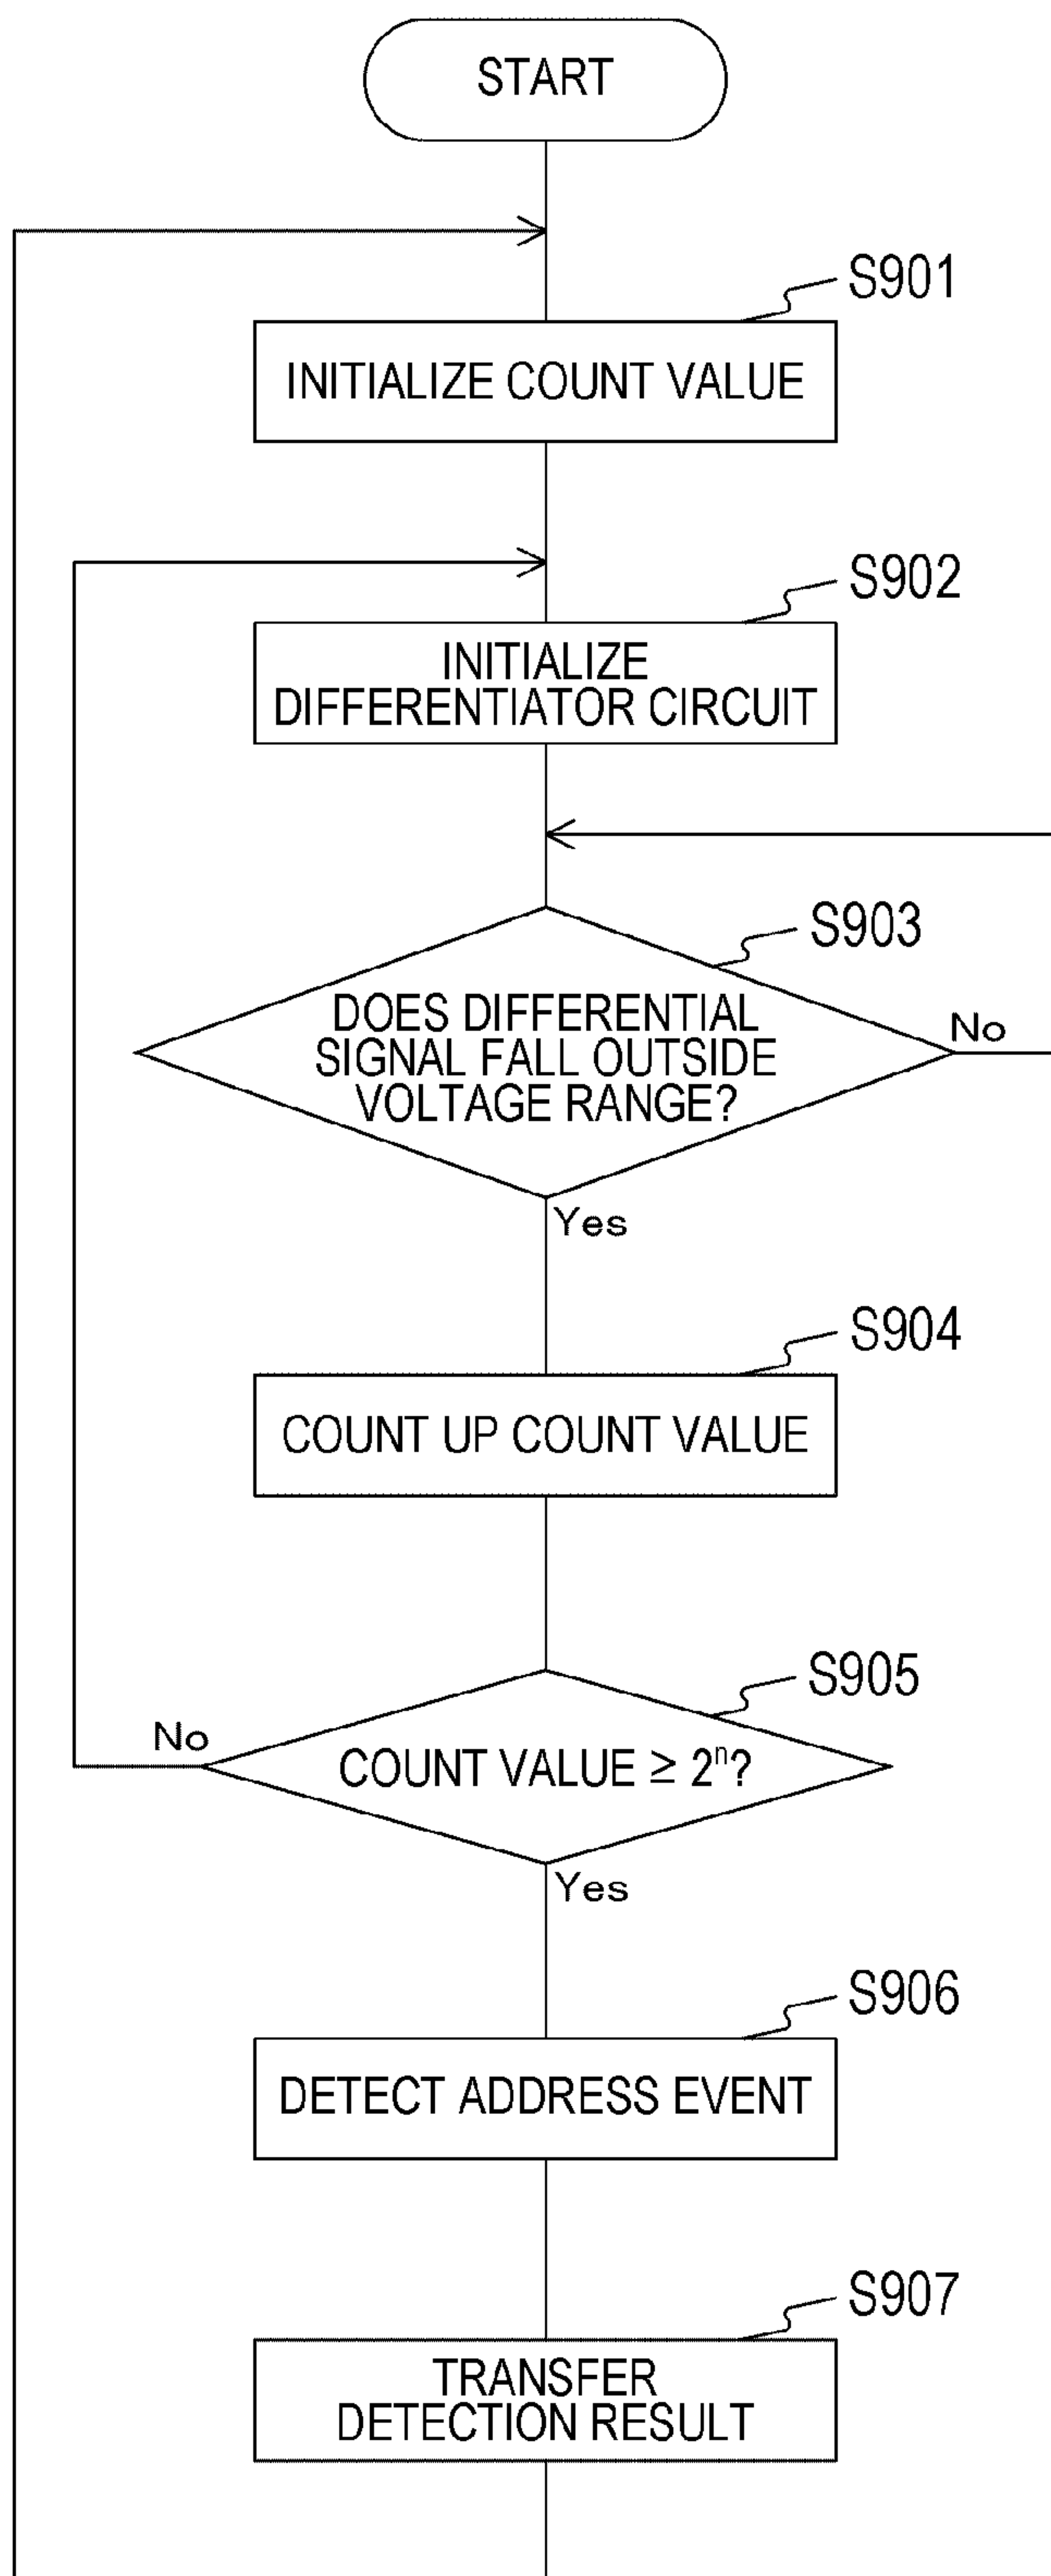 START
S901
INITIALIZE COUNT VALUE
S902
INITIALIZE
DIFFERENTIATOR CIRCUIT
S903
DOES DIFFERENTIAL
SIGNAL FALL OUTSIDE
VOLTAGE RANGE?
No
Yes
S904
COUNT UP COUNT VALUE
S905
No
COUNT VALUE ≥ 2ⁿ?
Yes
S906
DETECT ADDRESS EVENT
S907
TRANSFER
DETECTION RESULT